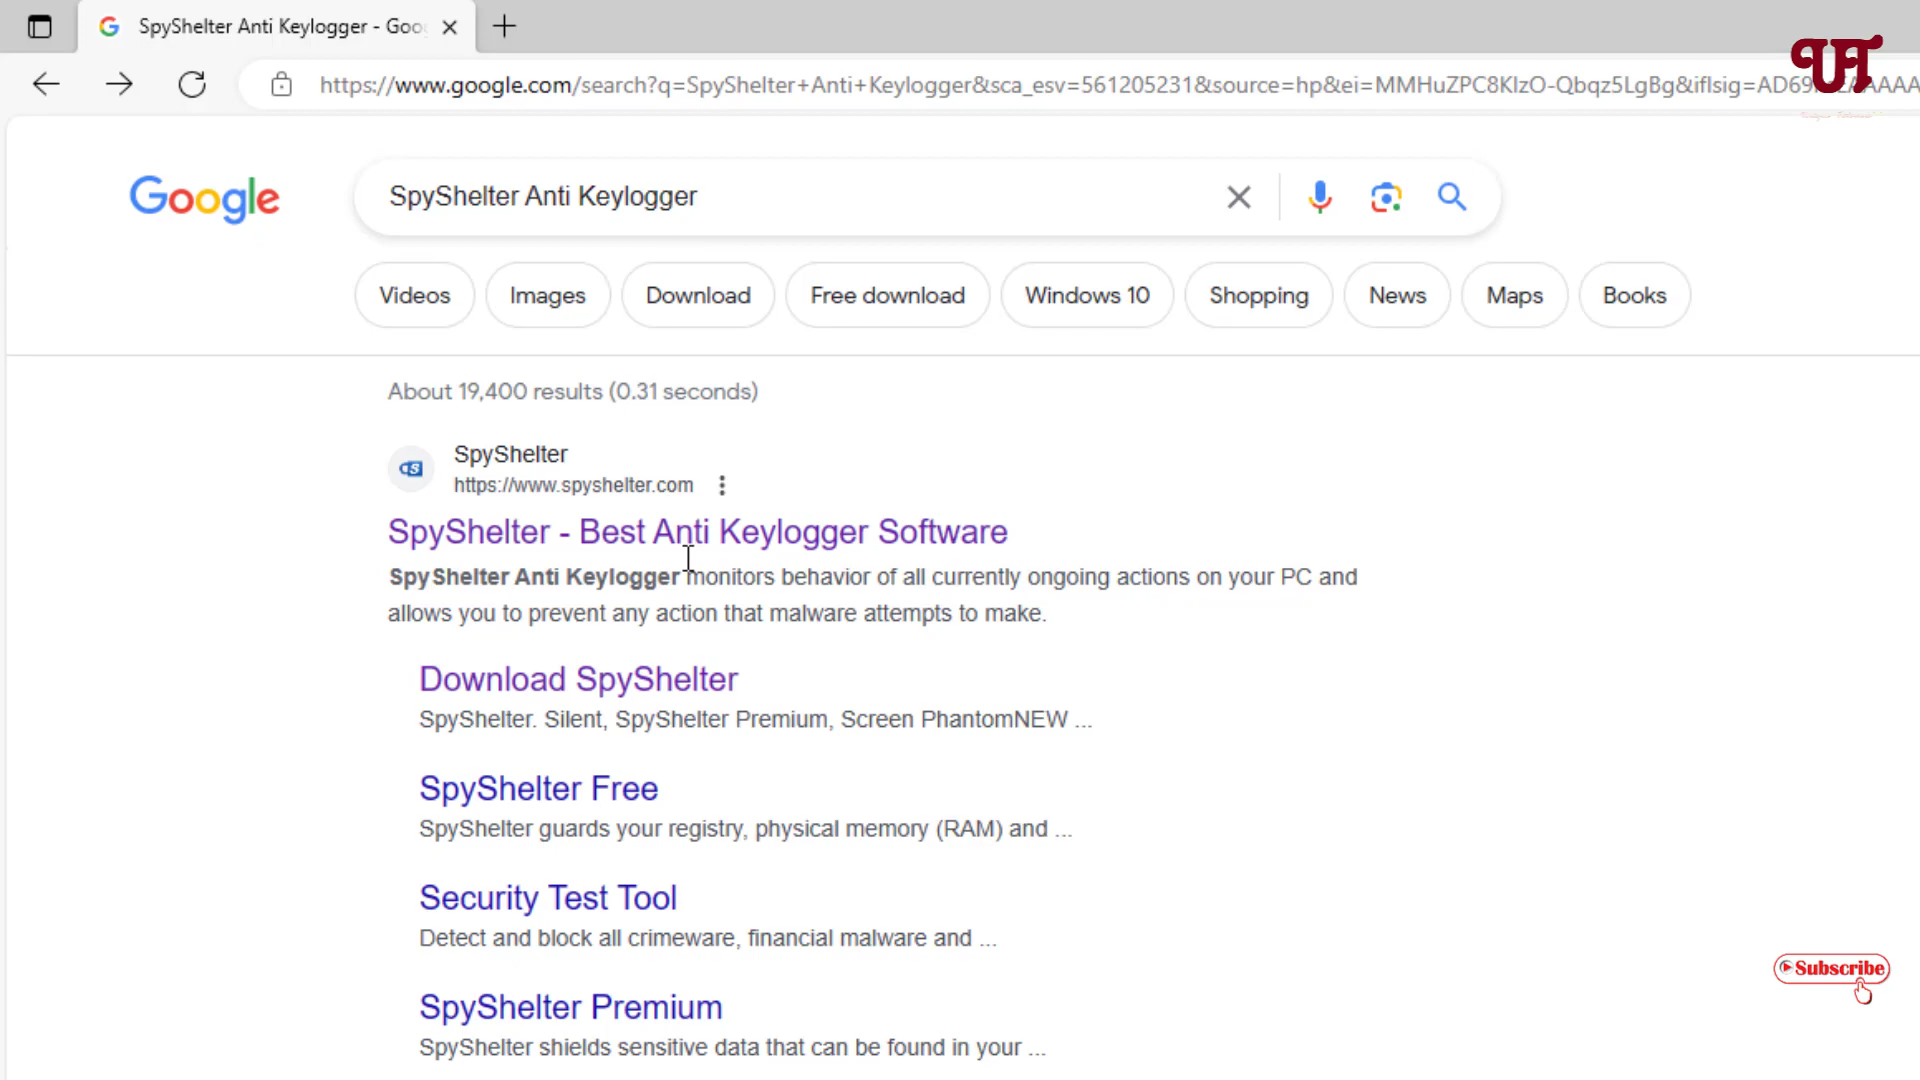 SpyShelter Anti Keylogger - Goo
https://www.google.com/search?q=SpyShelter+Anti+Keylogger&sca_esv=561205231&source=hp&ei=MMHuZPC8KIzO-Qbqz5LgBg&iflsig=AD69
UT
Google
SpyShelter Anti Keylogger
Videos
Images
Download
Free download
Windows 10
Shopping
News
Maps
Books
About 19,400 results (0.31 seconds)
SpyShelter
https://www.spyshelter.com
SpyShelter - Best Anti Keylogger Software
SpyShelter Anti Keylogger monitors behavior of all currently ongoing actions on your PC and
allows you to prevent any action that malware attempts to make.
Download SpyShelter
SpyShelter. Silent, SpyShelter Premium, Screen PhantomNEW ...
SpyShelter Free
SpyShelter guards your registry, physical memory (RAM) and ...
Security Test Tool
Detect and block all crimeware, financial malware and ...
Subscribe
SpyShelter Premium
SpyShelter shields sensitive data that can be found in your ...